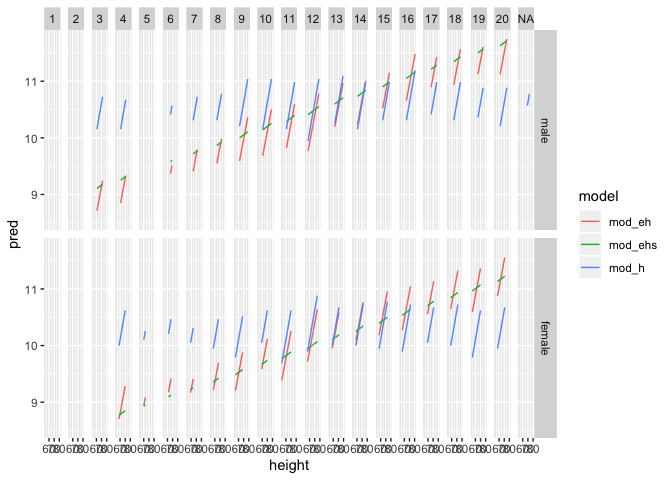 1 2 3 4 5 6 7 8 9 10 11 12 13 14 15 16 17 18 19 20 NA
11
10
9
male
11
10
9
female
pred
height
model
mod_eh
mod_ehs
mod_h